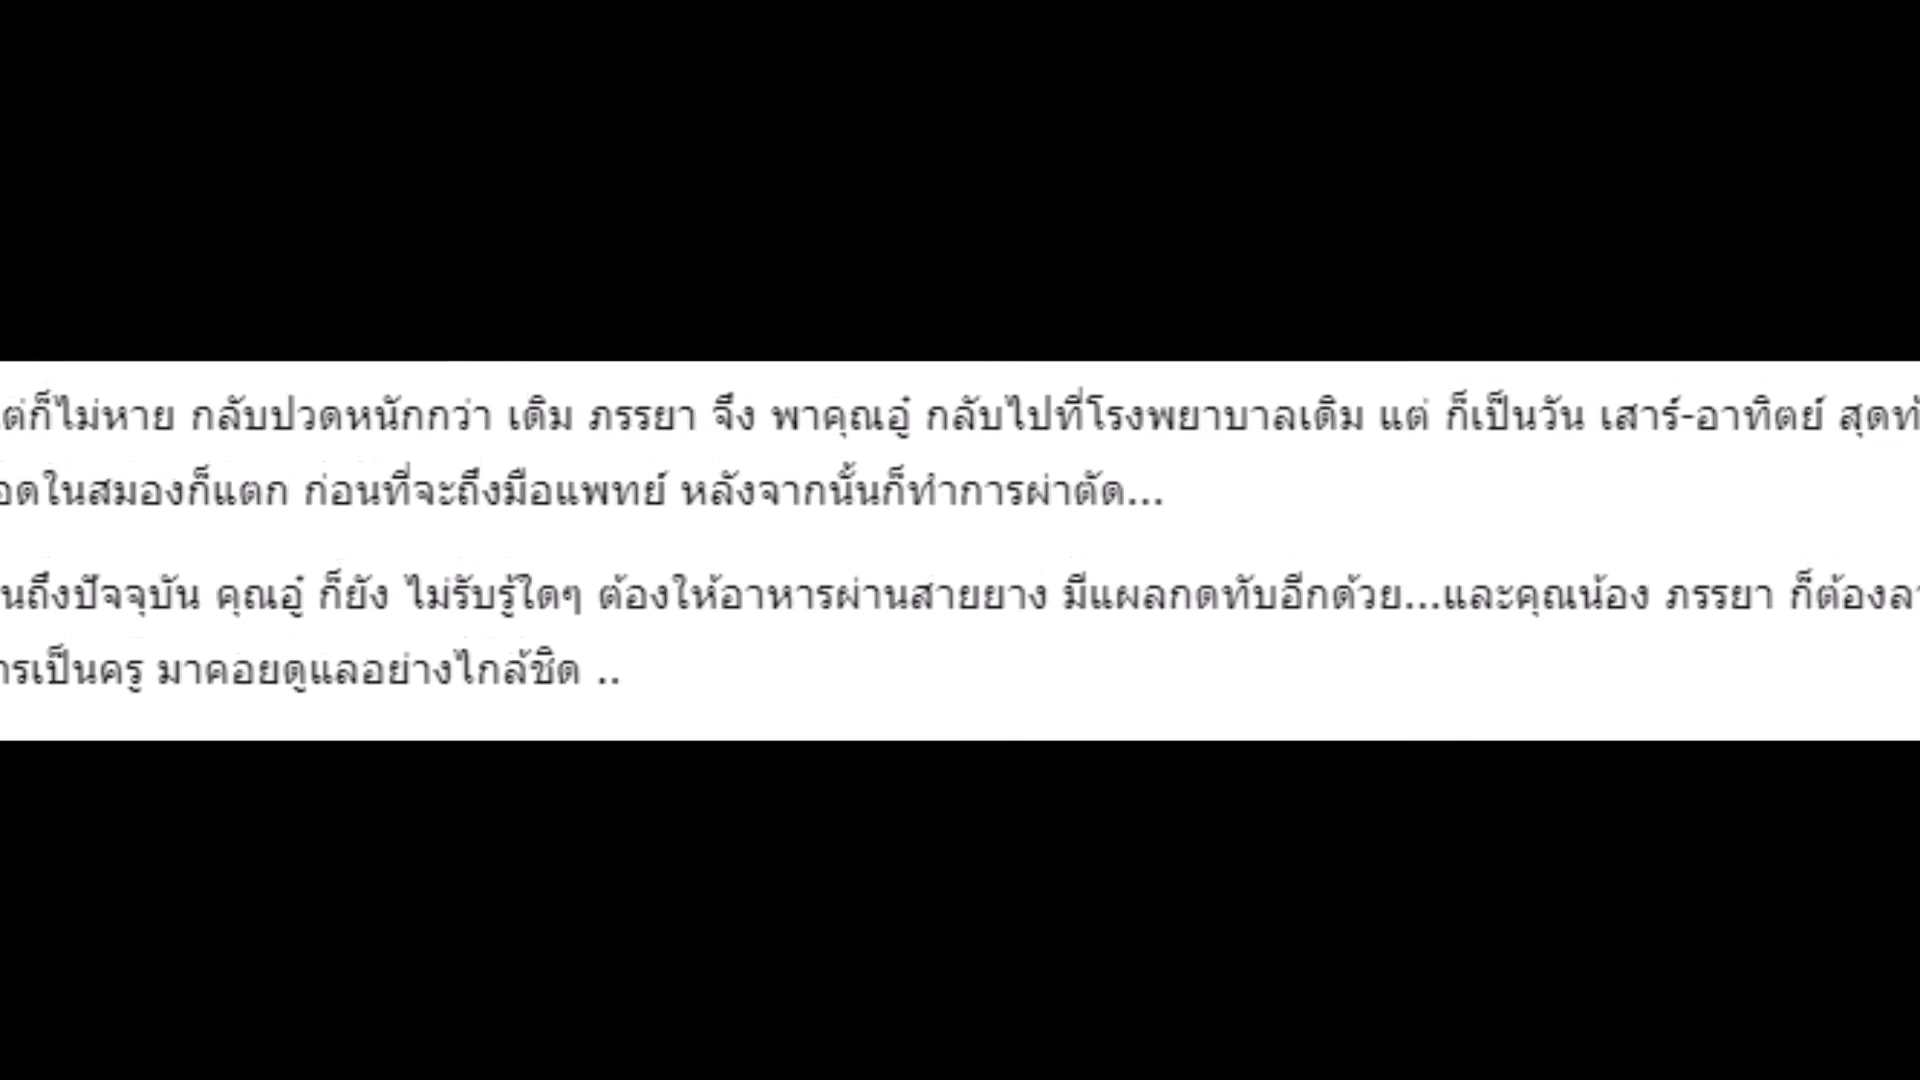 ต่ก็ไม่หาย กลับปวดหนักกว่า เดิม ภรรยา จึง พาคุณอู๋ กลับไปที่โรงพยาบาลเดิม แต่ ก็เป็นวัน เสาร์-อาทิตย์
อดในสมองก็แตก ก่อนที่จะถึงมือแพทย์ หลังจากนั้นก็ทำการผ่าตัด...
นถึงปัจจุบัน คุณอู๋ ก็ยัง ไม่รับรู้ใดๆ ต้องให้อาหารผ่านสายยาง มีแผลกดทับอีกด้วย...และคุณน้อง ภรรยา ก็ต้อง
ารเป็นครู มาคอยดูแลอย่างใกล้ชิด ..